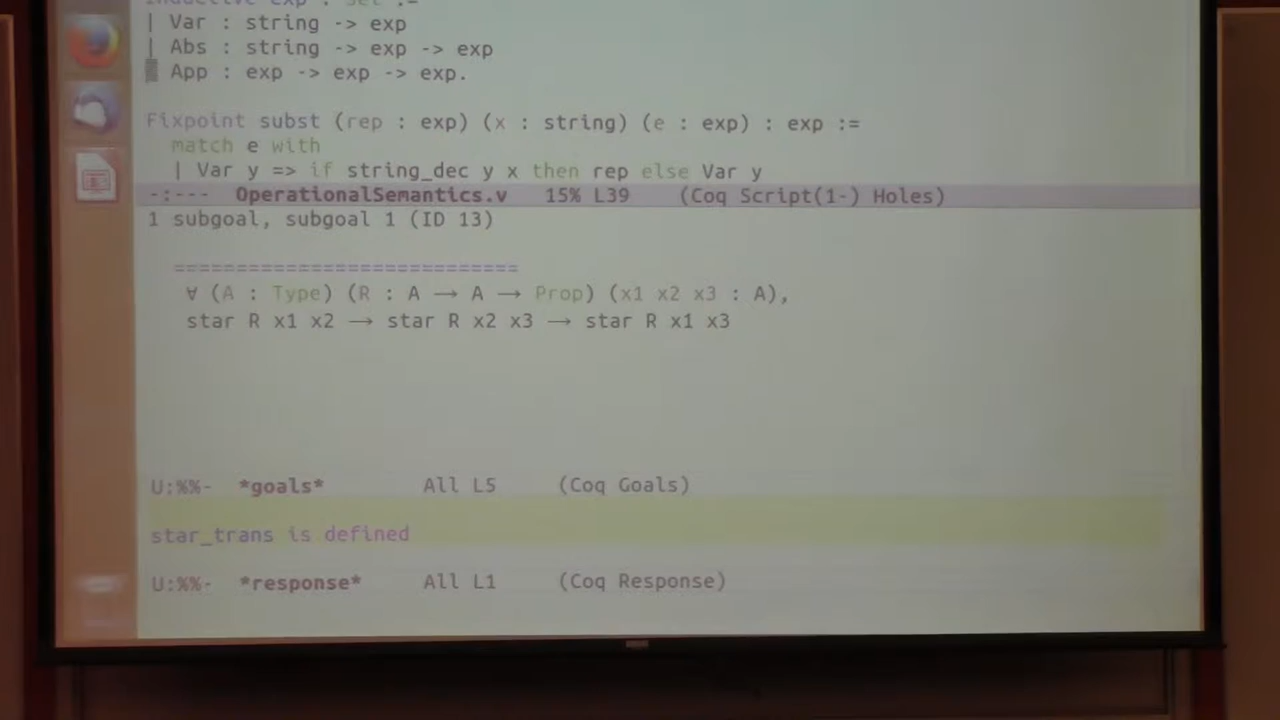 Inductive exp : Set :=
| Var : string -> exp
| Abs : string -> exp -> exp
App : exp -> exp -> exp.
Fixpoint subst (rep : exp) (x : string) (e : exp) : exp :=
match e with
| Var y => if string_dec y x then rep else Var y
-:--- OperationalSemantics.v 15% L39 (Coq Script(1-) Holes)
1 subgoal, subgoal 1 (ID 13)
============================
∀ (A : Type) (R : A → A → Prop) (x1 x2 x3 : A),
star R x1 x2 → star R x2 x3 → star R x1 x3
U:%%- *goals* All L5 (Coq Goals)
star_trans is defined
U:%%- *response* All L1 (Coq Response)